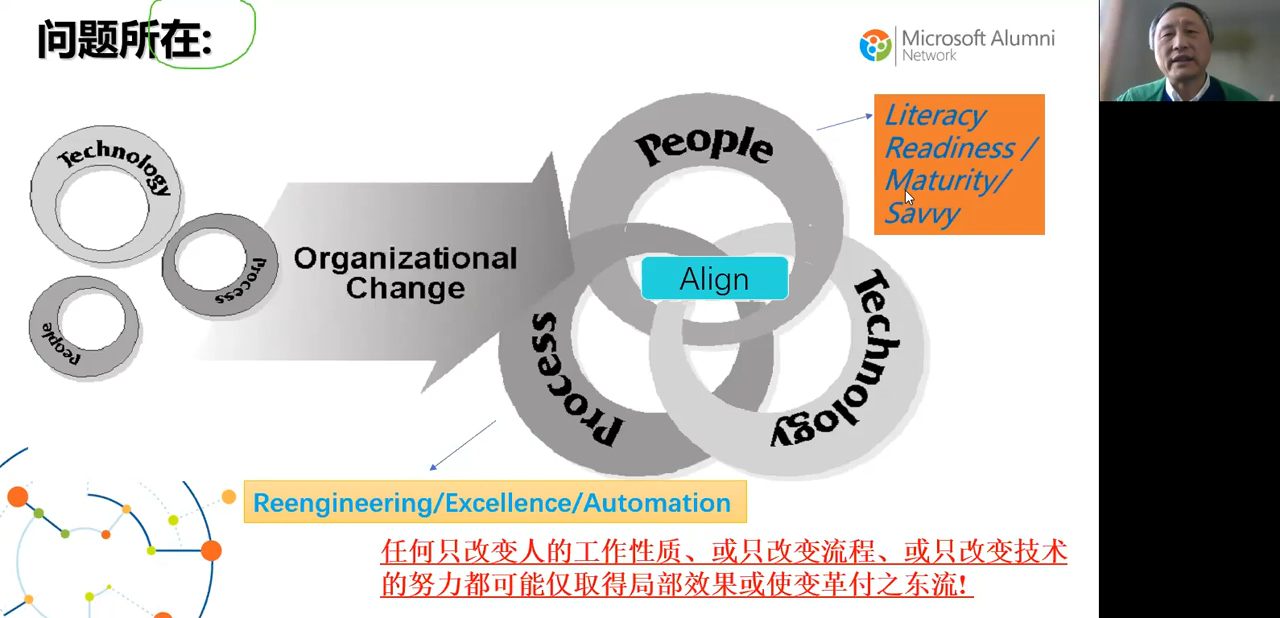 问题所在:
Microsoft Alumni
Network
Technology
Process
People
Organizational
Change
People
Align
Process
Technology
Literacy
Readiness /
Maturity/
Savvy
Reengineering/Excellence/Automation
任何只改变人的工作性质、或只改变流程、或只改变技术
的努力都可能仅取得局部效果或使变革付之东流!